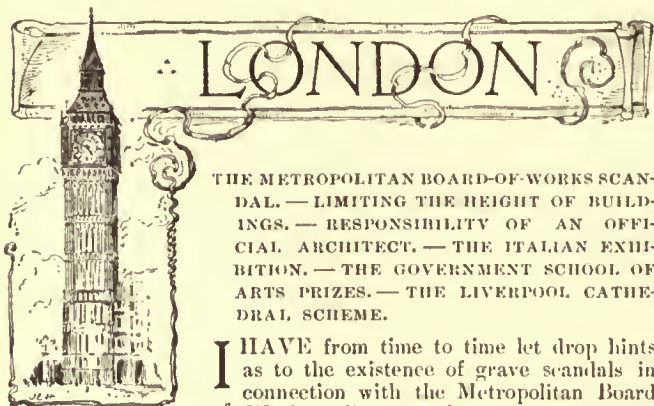 LONDON
THE METROPOLITAN BOARD-OF-WORKS SCAN-
DAL. — LIMITING THE HEIGHT OF BUILD-
INGS. — RESPONSIBILITY OF AN OFFI-
CIAL ARCHITECT. — THE ITALIAN EXHI-
BITION. — THE GOVERNMENT SCHOOL OF
ARTS PRIZES. — THE LIVERPOOL CATHE-
DRAL SCHEME.
I HAVE from time to time let drop hints
as to the existence of grave scandals in
connection with the Metropolitan Board